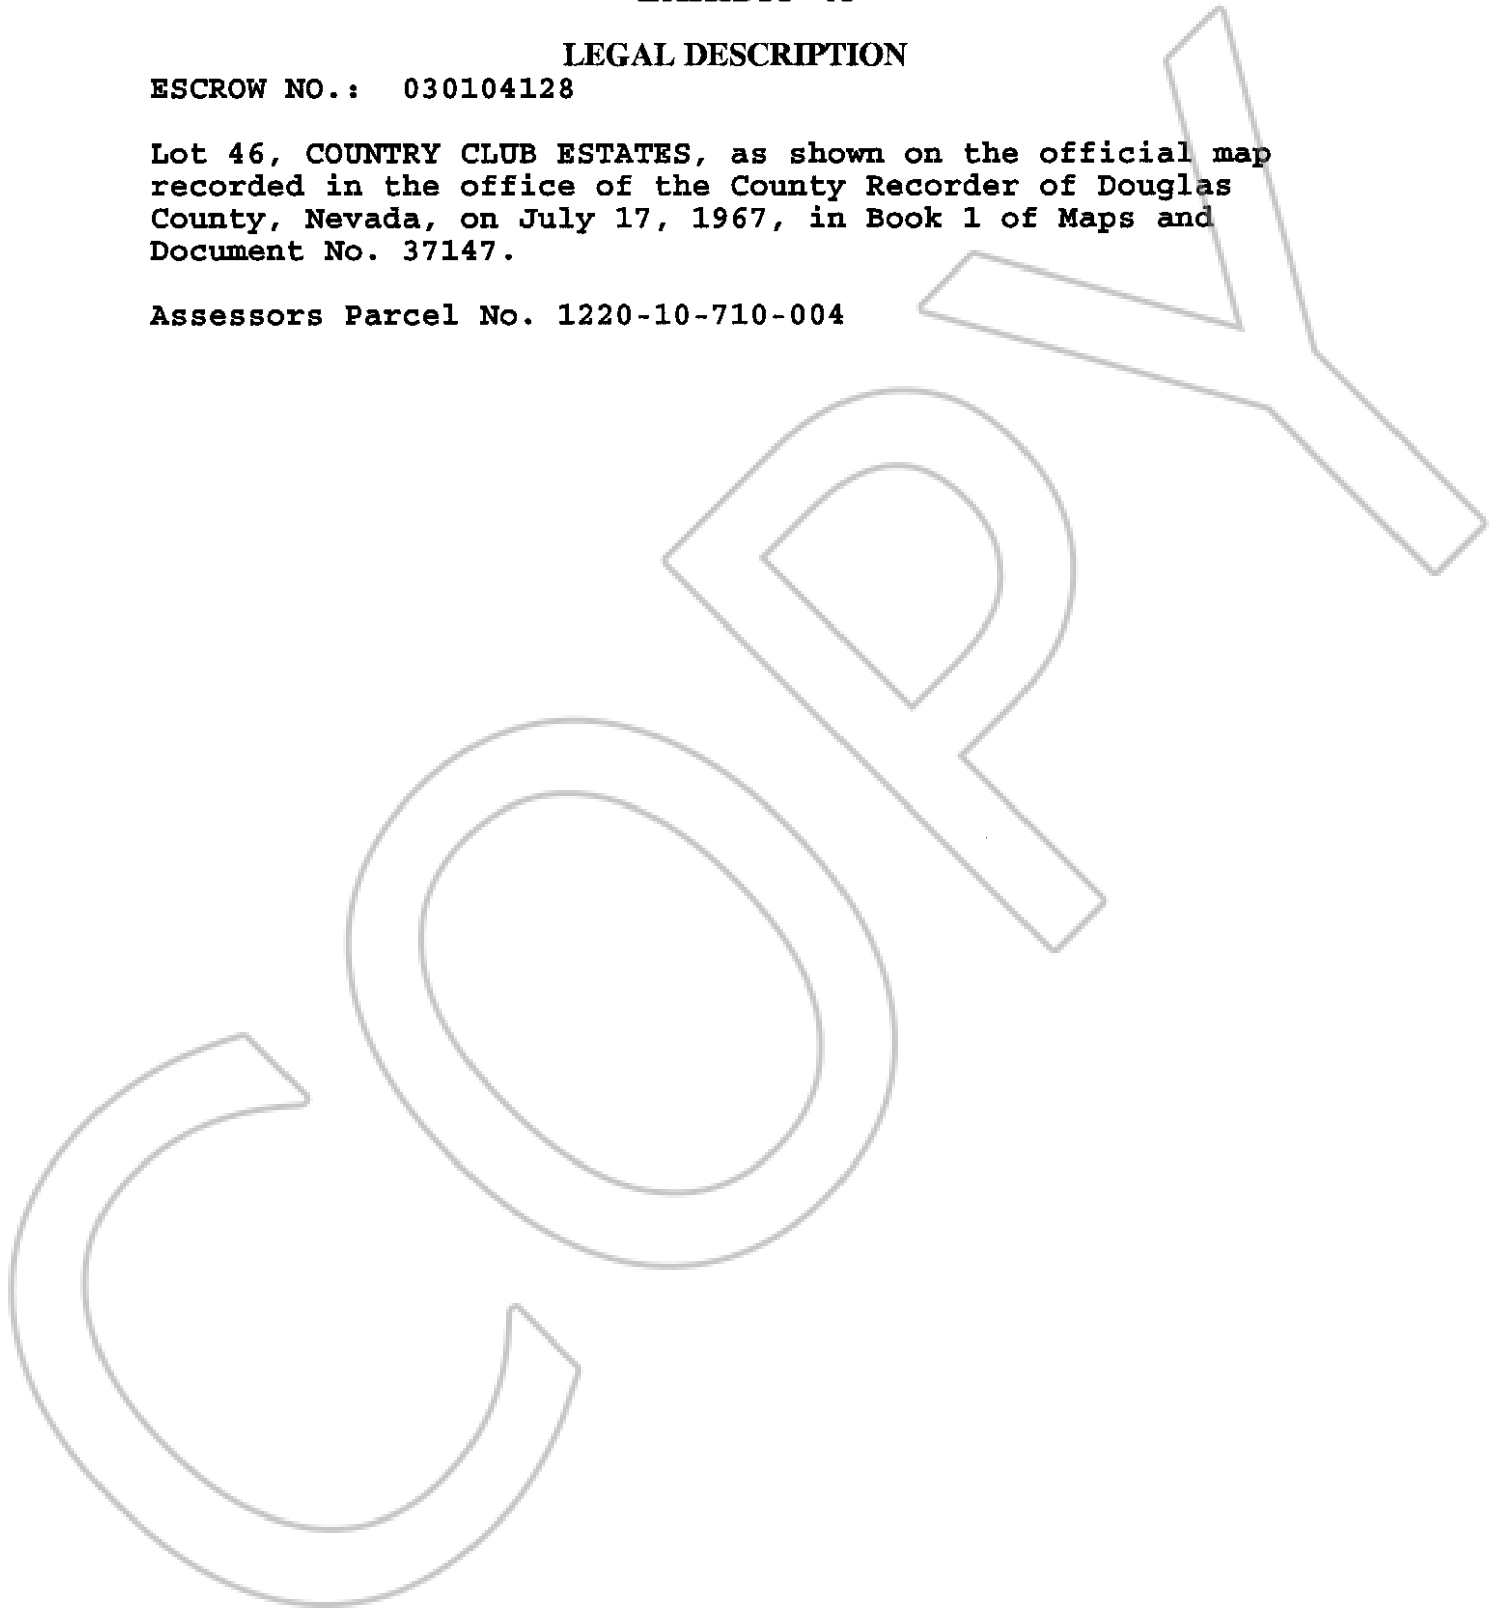 LEGAL DESCRIPTION
ESCROW NO.: 030104128
Lot 46, COUNTRY CLUB ESTATES, as shown on the official map
recorded in the office of the County Recorder of Douglas
County, Nevada, on July 17, 1967, in Book 1 of Maps and
Document No. 37147.
Assessors Parcel No. 1220-10-710-004
COPY